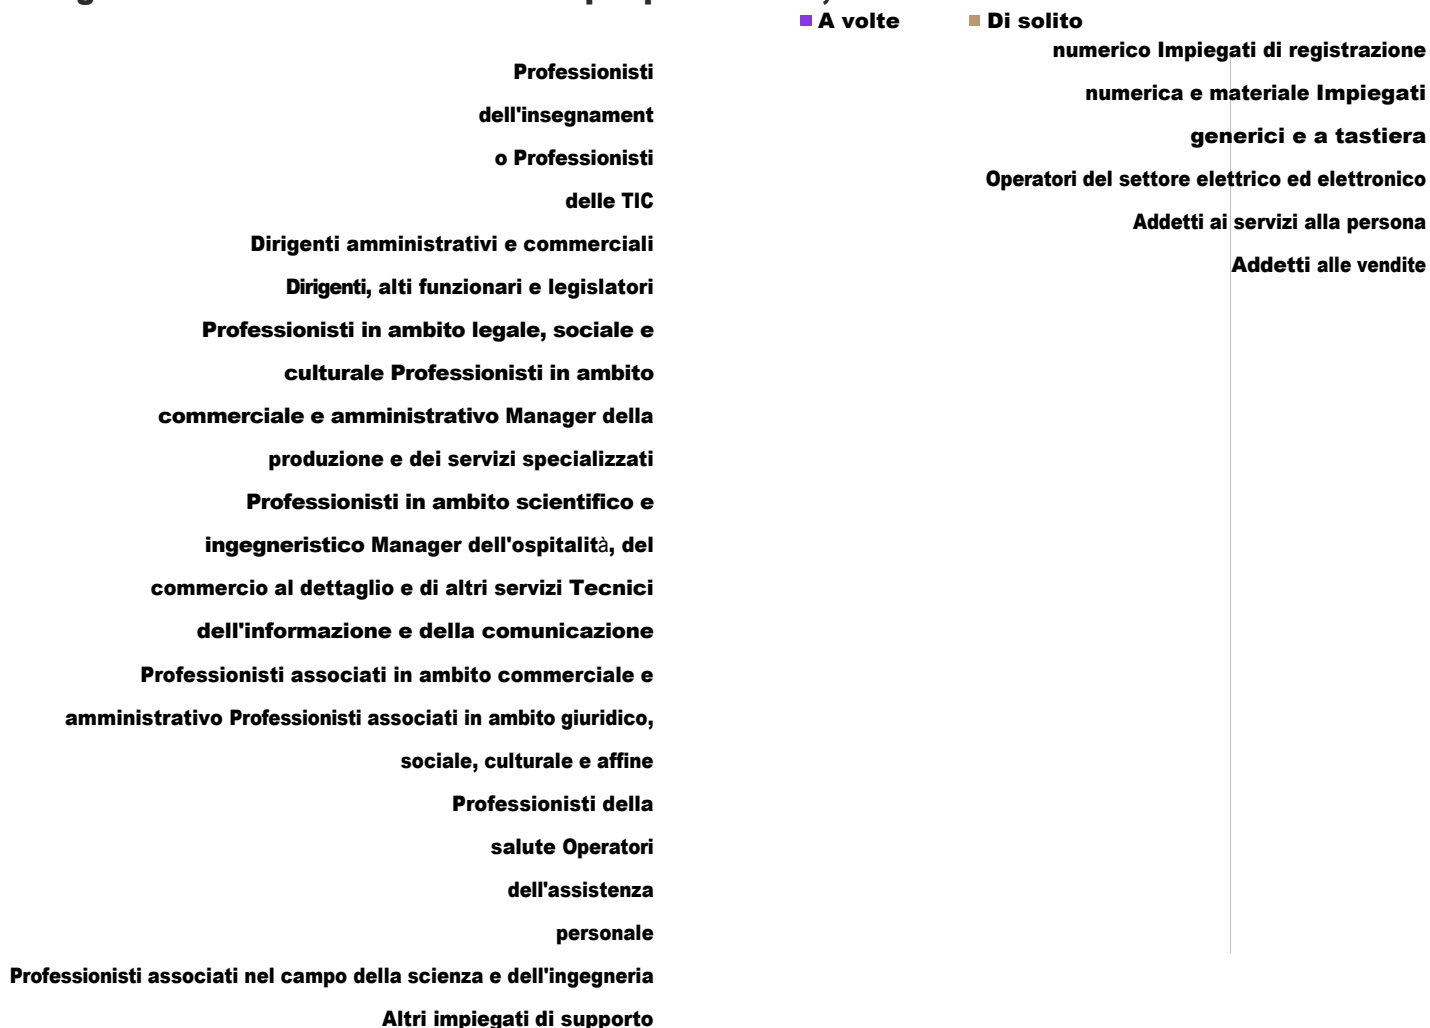 A volte
Di solito
Professionisti
dell'insegnament
o Professionisti
delle TIC
Dirigenti amministrativi e commerciali
Dirigenti, alti funzionari e legislatori
Professionisti in ambito legale, sociale e
culturale Professionisti in ambito
commerciale e amministrativo Manager della
produzione e dei servizi specializzati
Professionisti in ambito scientifico e
ingegneristico Manager dell'ospitalità, del
commercio al dettaglio e di altri servizi Tecnici
dell'informazione e della comunicazione
Professionisti associati in ambito commerciale e
amministrativo Professionisti associati in ambito giuridico,
sociale, culturale e affine
Professionisti della
salute Operatori
dell'assistenza
personale
Professionisti associati nel campo della scienza e dell'ingegneria
Altri impiegati di supporto
numerico Impiegati di registrazione
numerica e materiale Impiegati
generici e a tastiera
Operatori del settore elettrico ed elettronico
Addetti ai servizi alla persona
Addetti alle vendite